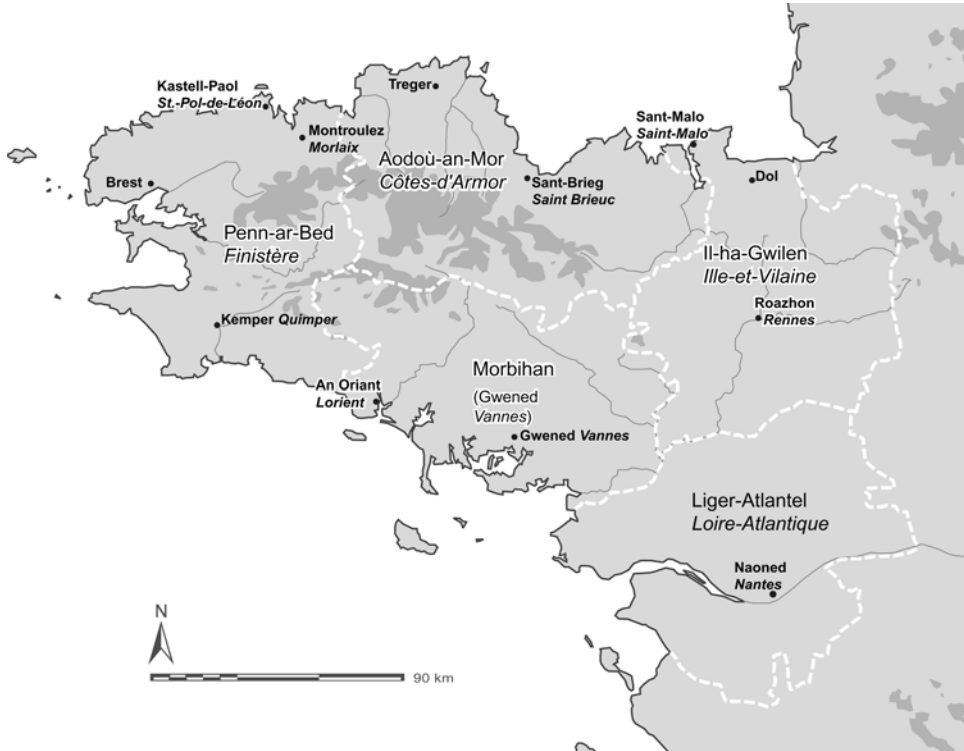 Kastell-Paol
St.-Pol-de-Léon
Treger
Montroulez
Morlaix
Sant-Malo
Saint-Malo
Aodoù-an-Mor
Côtes-d'Armor
Brest
Sant-Brieg
Saint Brieuc
Dol
Penn-ar-Bed
Finistère
Il-ha-Gwilen
Ille-et-Vilaine
Roazhon
Rennes
Kemper Quimper
An Oriant
Lorient
Morbihan
(Gwened
Vannes)
Gwened Vannes
Liger-Atlantel
Loire-Atlantique
Naoned
Nantes
N
90 km